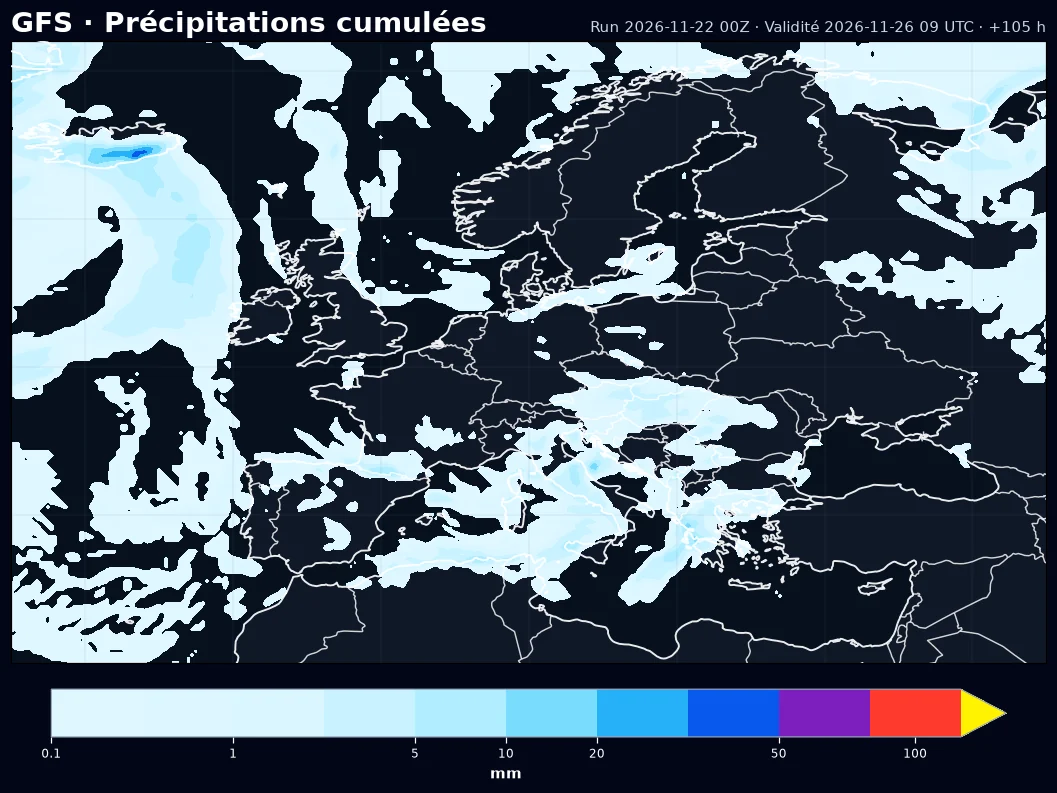 GFS · Précipitations cumulées
Run 2026-11-22 00Z · Validité 2026-11-26 09 UTC · +105 h
0.1 1 5 10 20 50 100
mm